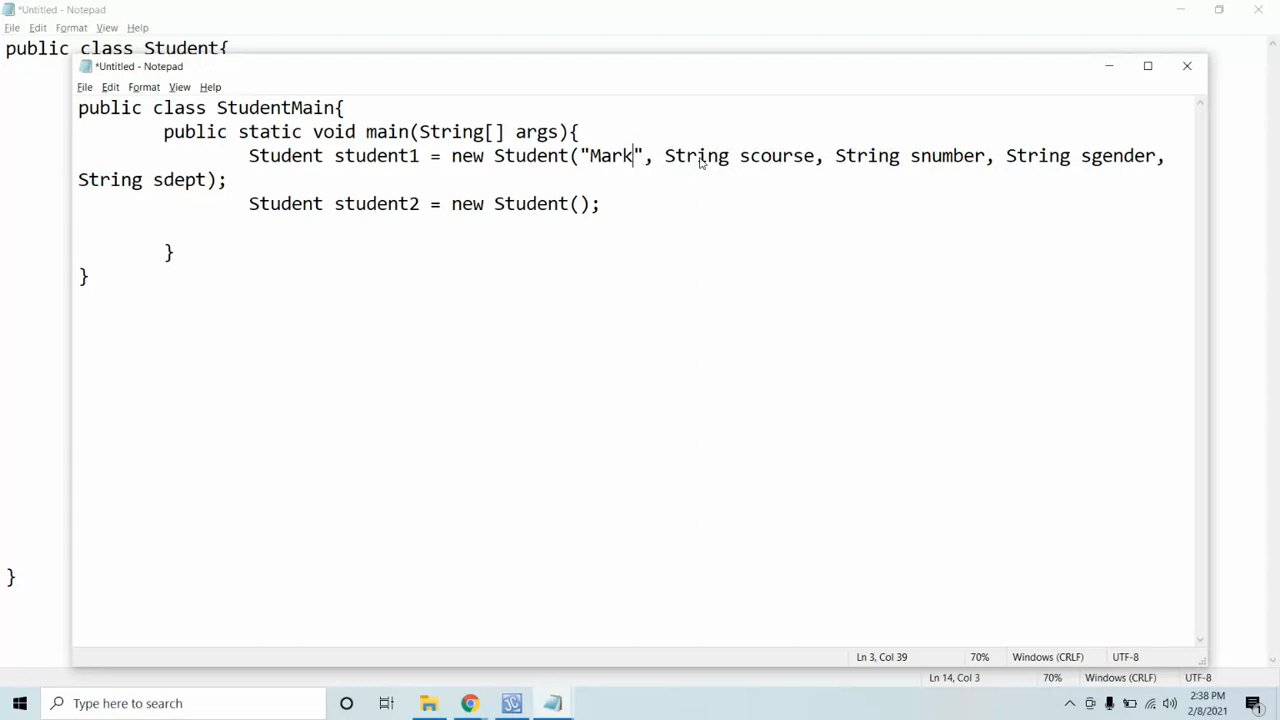 *Untitled - Notepad
File Edit Format View Help
public class Student{
*Untitled - Notepad
File Edit Format View Help
public class StudentMain{
public static void main(String[] args){
Student student1 = new Student("Mark", String scourse, String snumber, String sgender,
String sdept);
Student student2 = new Student();
}
}
}
Ln 3, Col 39 70% Windows (CRLF) UTF-8
Ln 14, Col 3 70% Windows (CRLF) UTF-8
Type here to search
2:38 PM
2/8/2021
1